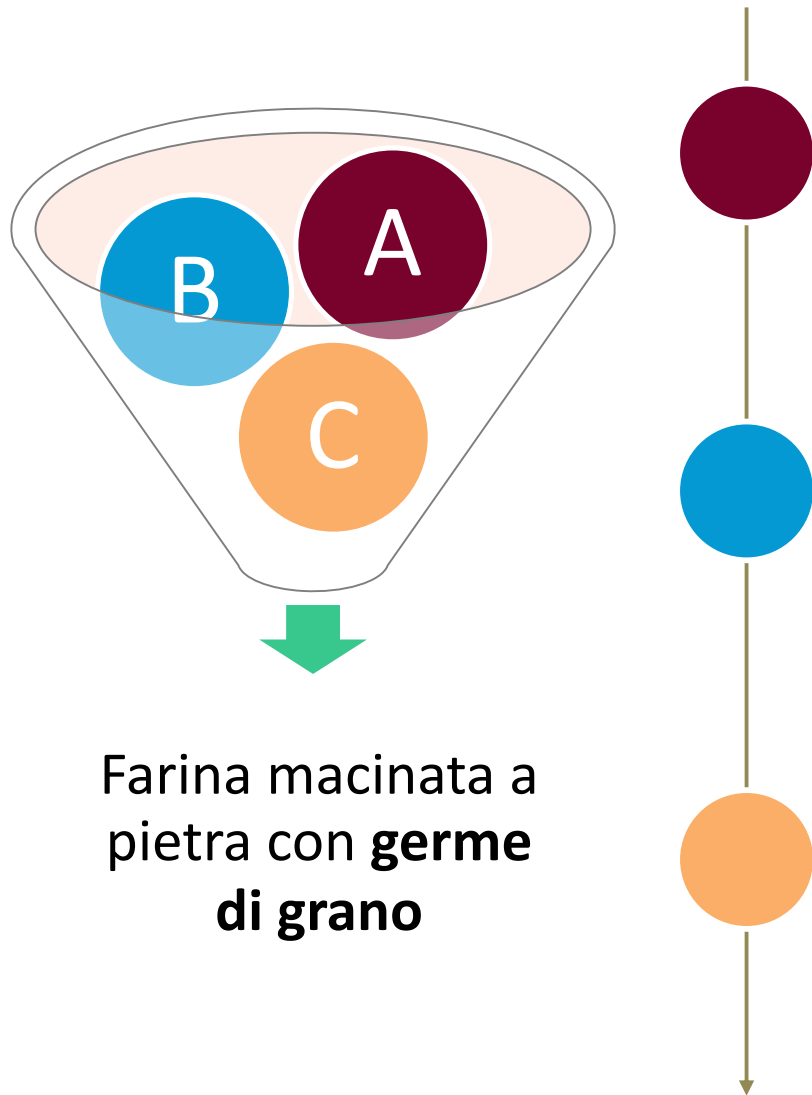 A
B
C
Farina macinata a
pietra con germe
di grano